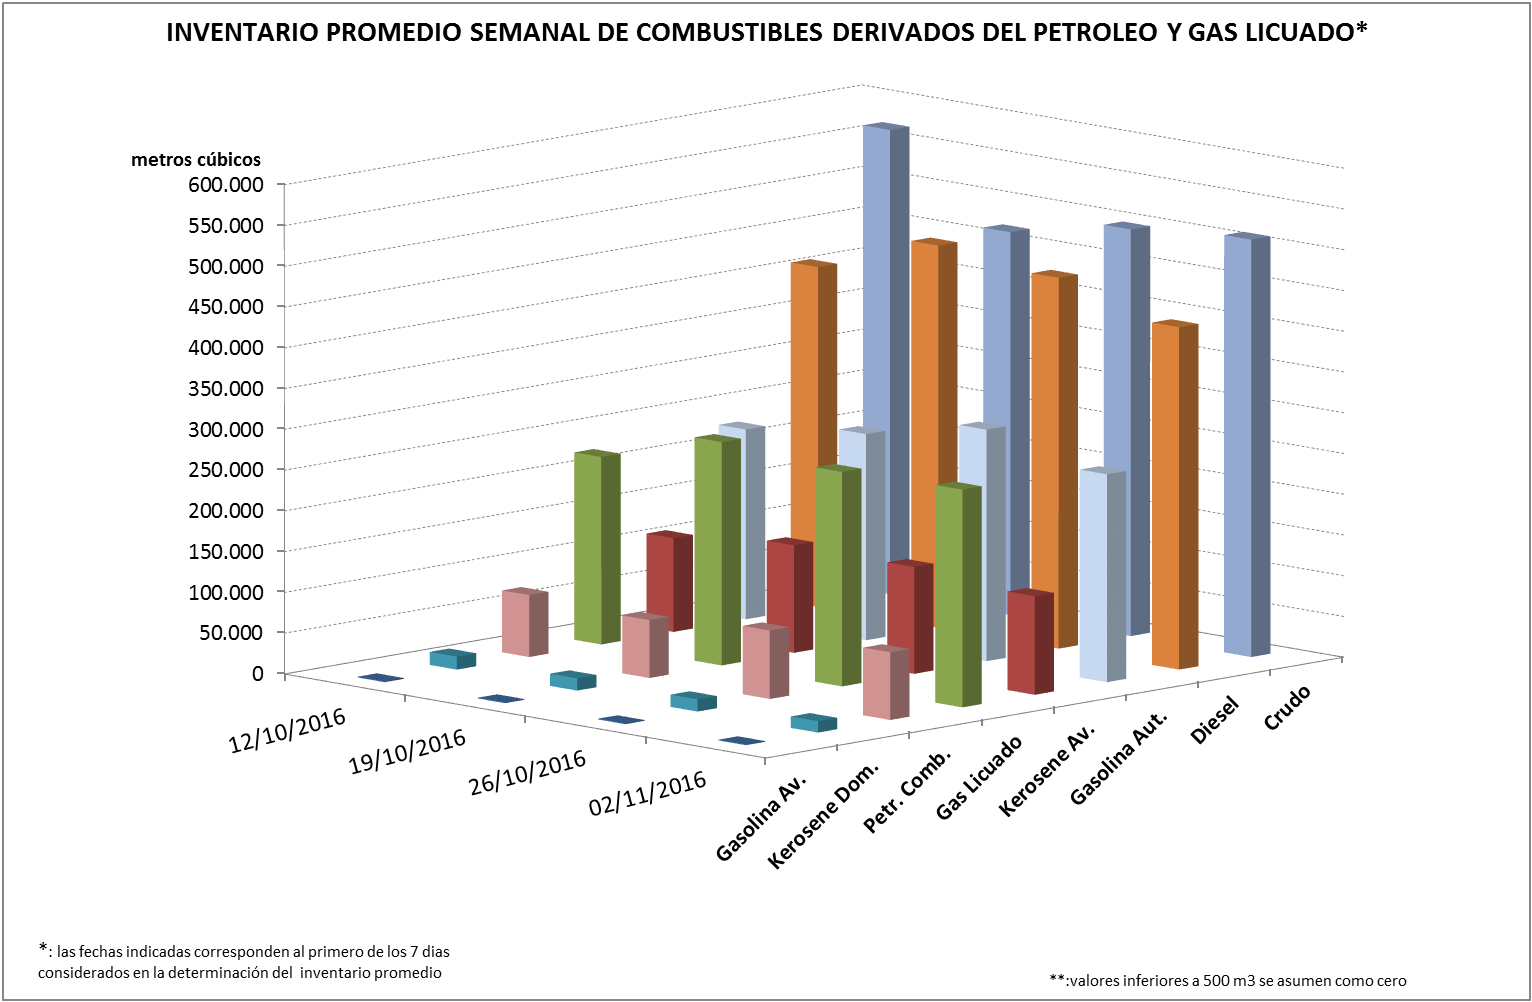 INVENTARIO PROMEDIO SEMANAL DE COMBUSTIBLES DERIVADOS DEL PETROLEO Y GAS LICUADO*
metros cúbicos
600.000
550.000
500.000
450.000
400.000
350.000
300.000
250.000
200.000
150.000
100.000
50.000
0
12/10/2016
19/10/2016
26/10/2016
02/11/2016
Gasolina Av.
Kerosene Dom.
Petr. Comb.
Gas Licuado
Kerosene Av.
Gasolina Aut.
Diesel
Crudo
*: las fechas indicadas corresponden al primero de los 7 dias
considerados en la determinación del inventario promedio
**:valores inferiores a 500 m3 se asumen como cero